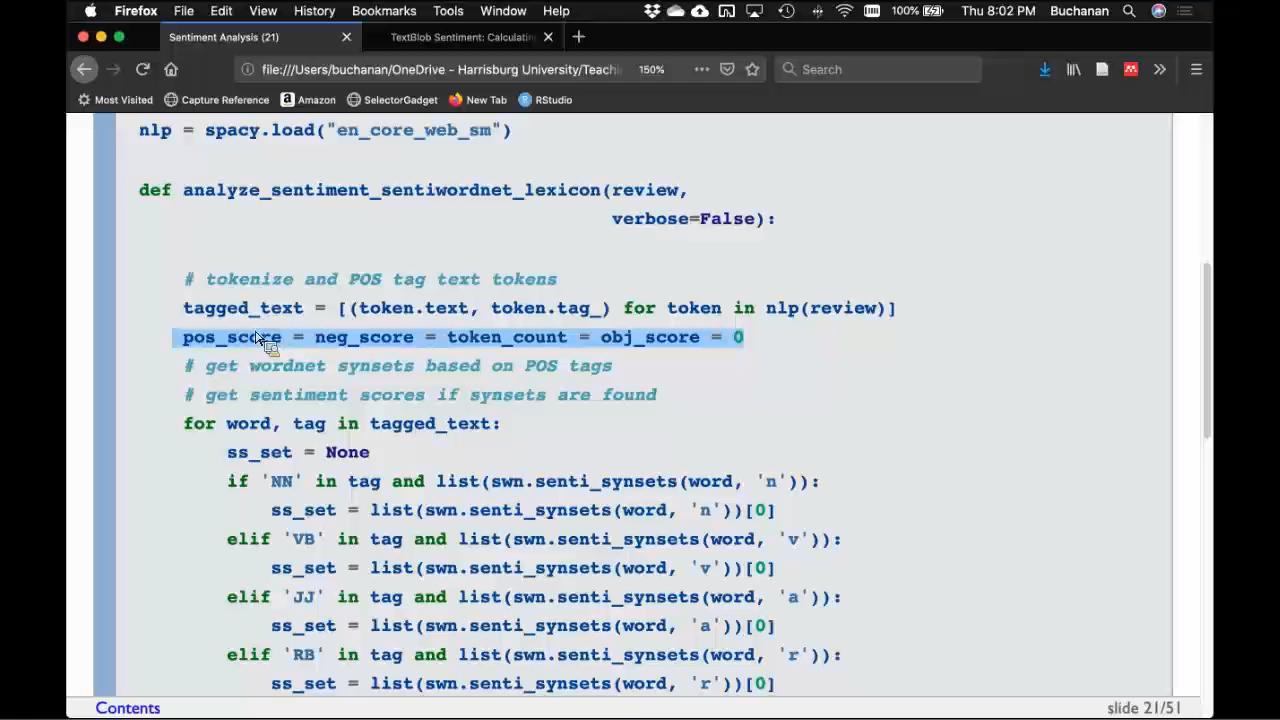 Firefox File Edit View History Bookmarks Tools Window Help 100% Thu 8:02 PM Buchanan
Sentiment Analysis (21) TextBlob Sentiment: Calculatin
file:///Users/buchanan/OneDrive - Harrisburg University/Teachi 150% Search
Most Visited Capture Reference Amazon SelectorGadget New Tab RStudio
nlp = spacy.load("en_core_web_sm")
def analyze_sentiment_sentiwordnet_lexicon(review,
verbose=False):
# tokenize and POS tag text tokens
tagged_text = [(token.text, token.tag_) for token in nlp(review)]
pos_score = neg_score = token_count = obj_score = 0
# get wordnet synsets based on POS tags
# get sentiment scores if synsets are found
for word, tag in tagged_text:
ss_set = None
if 'NN' in tag and list(swn.senti_synsets(word, 'n')):
ss_set = list(swn.senti_synsets(word, 'n'))[0]
elif 'VB' in tag and list(swn.senti_synsets(word, 'v')):
ss_set = list(swn.senti_synsets(word, 'v'))[0]
elif 'JJ' in tag and list(swn.senti_synsets(word, 'a')):
ss_set = list(swn.senti_synsets(word, 'a'))[0]
elif 'RB' in tag and list(swn.senti_synsets(word, 'r')):
ss_set = list(swn.senti_synsets(word, 'r'))[0]
Contents slide 21/51